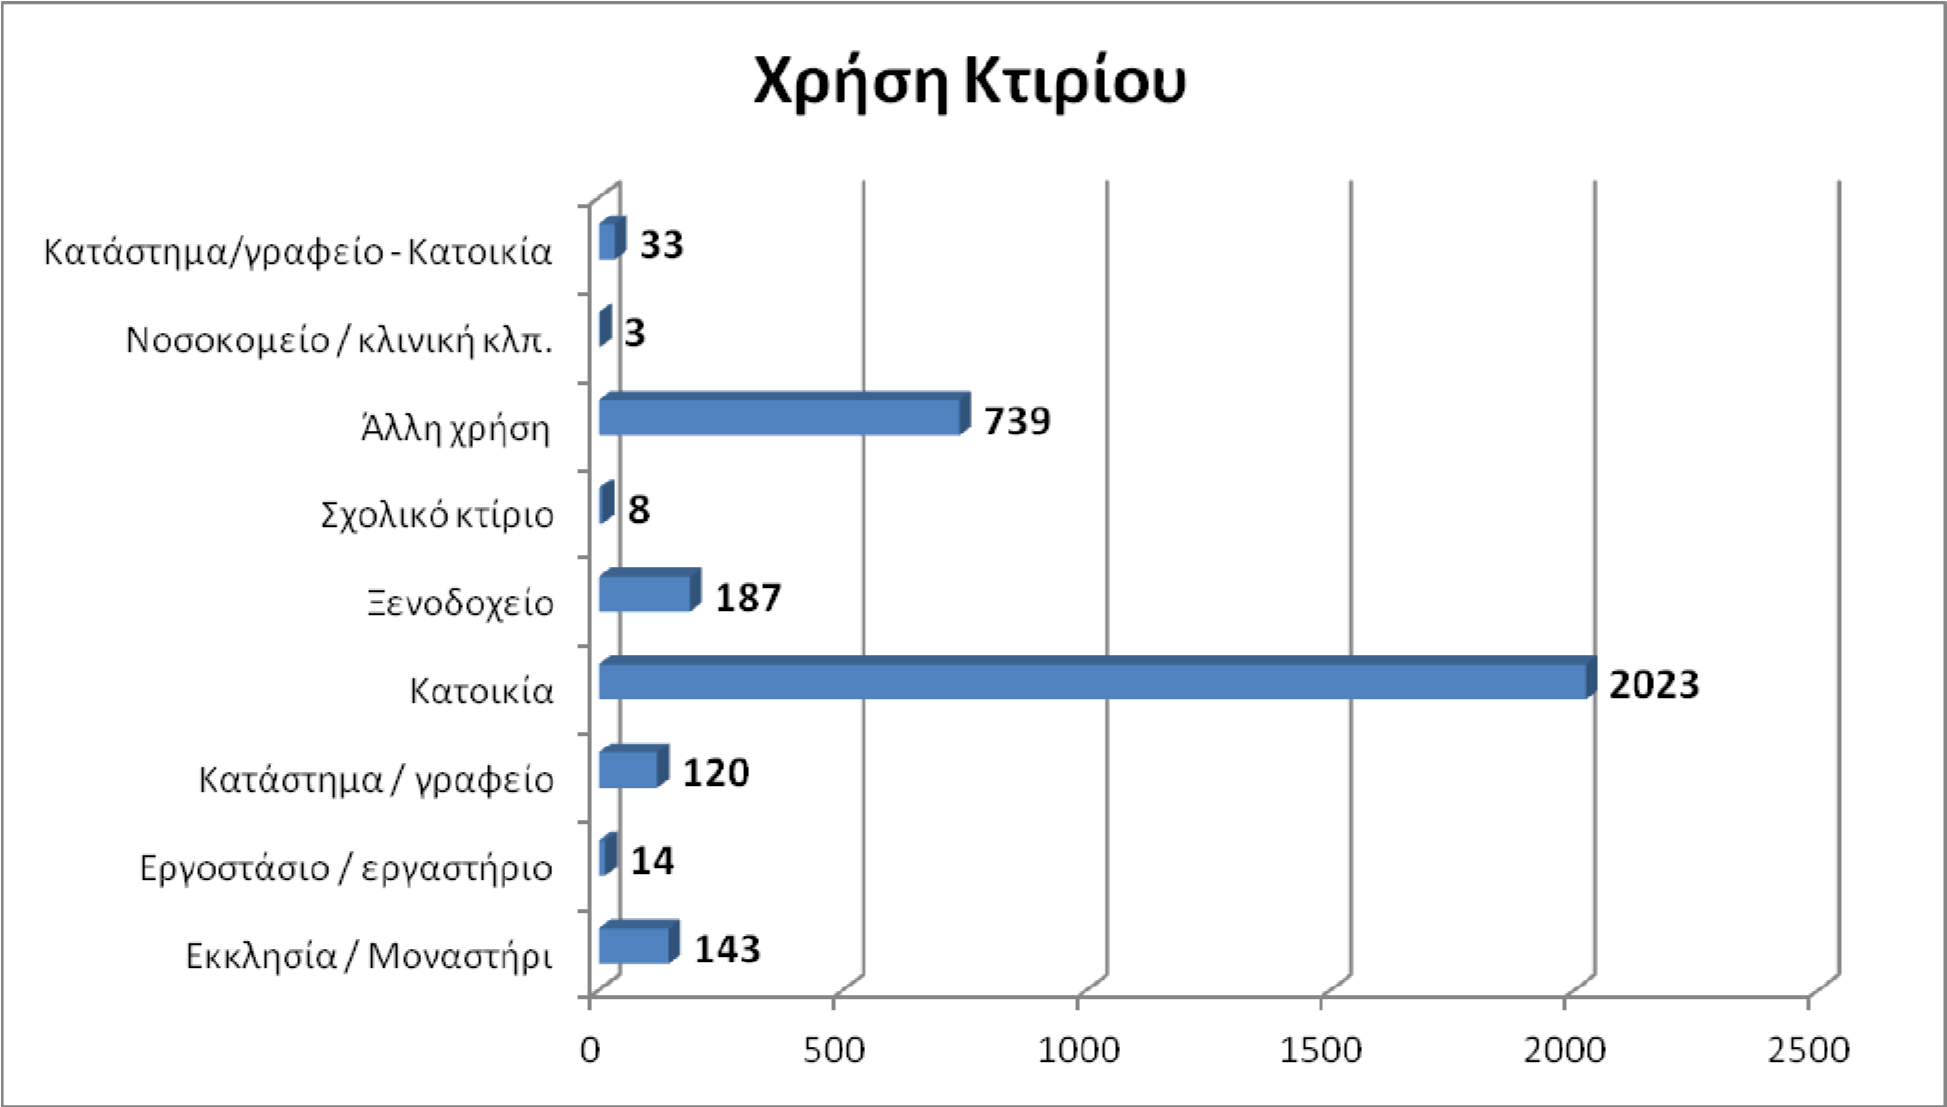 Χρήση Κτιρίου
Κατάστημα/γραφείο - Κατοικία 33
Νοσοκομείο / κλινική κλπ. 3
Άλλη χρήση 739
Σχολικό κτίριο 8
Ξενοδοχείο 187
Κατοικία 2023
Κατάστημα / γραφείο 120
Εργοστάσιο / εργαστήριο 14
Εκκλησία / Μοναστήρι 143
0 500 1000 1500 2000 2500